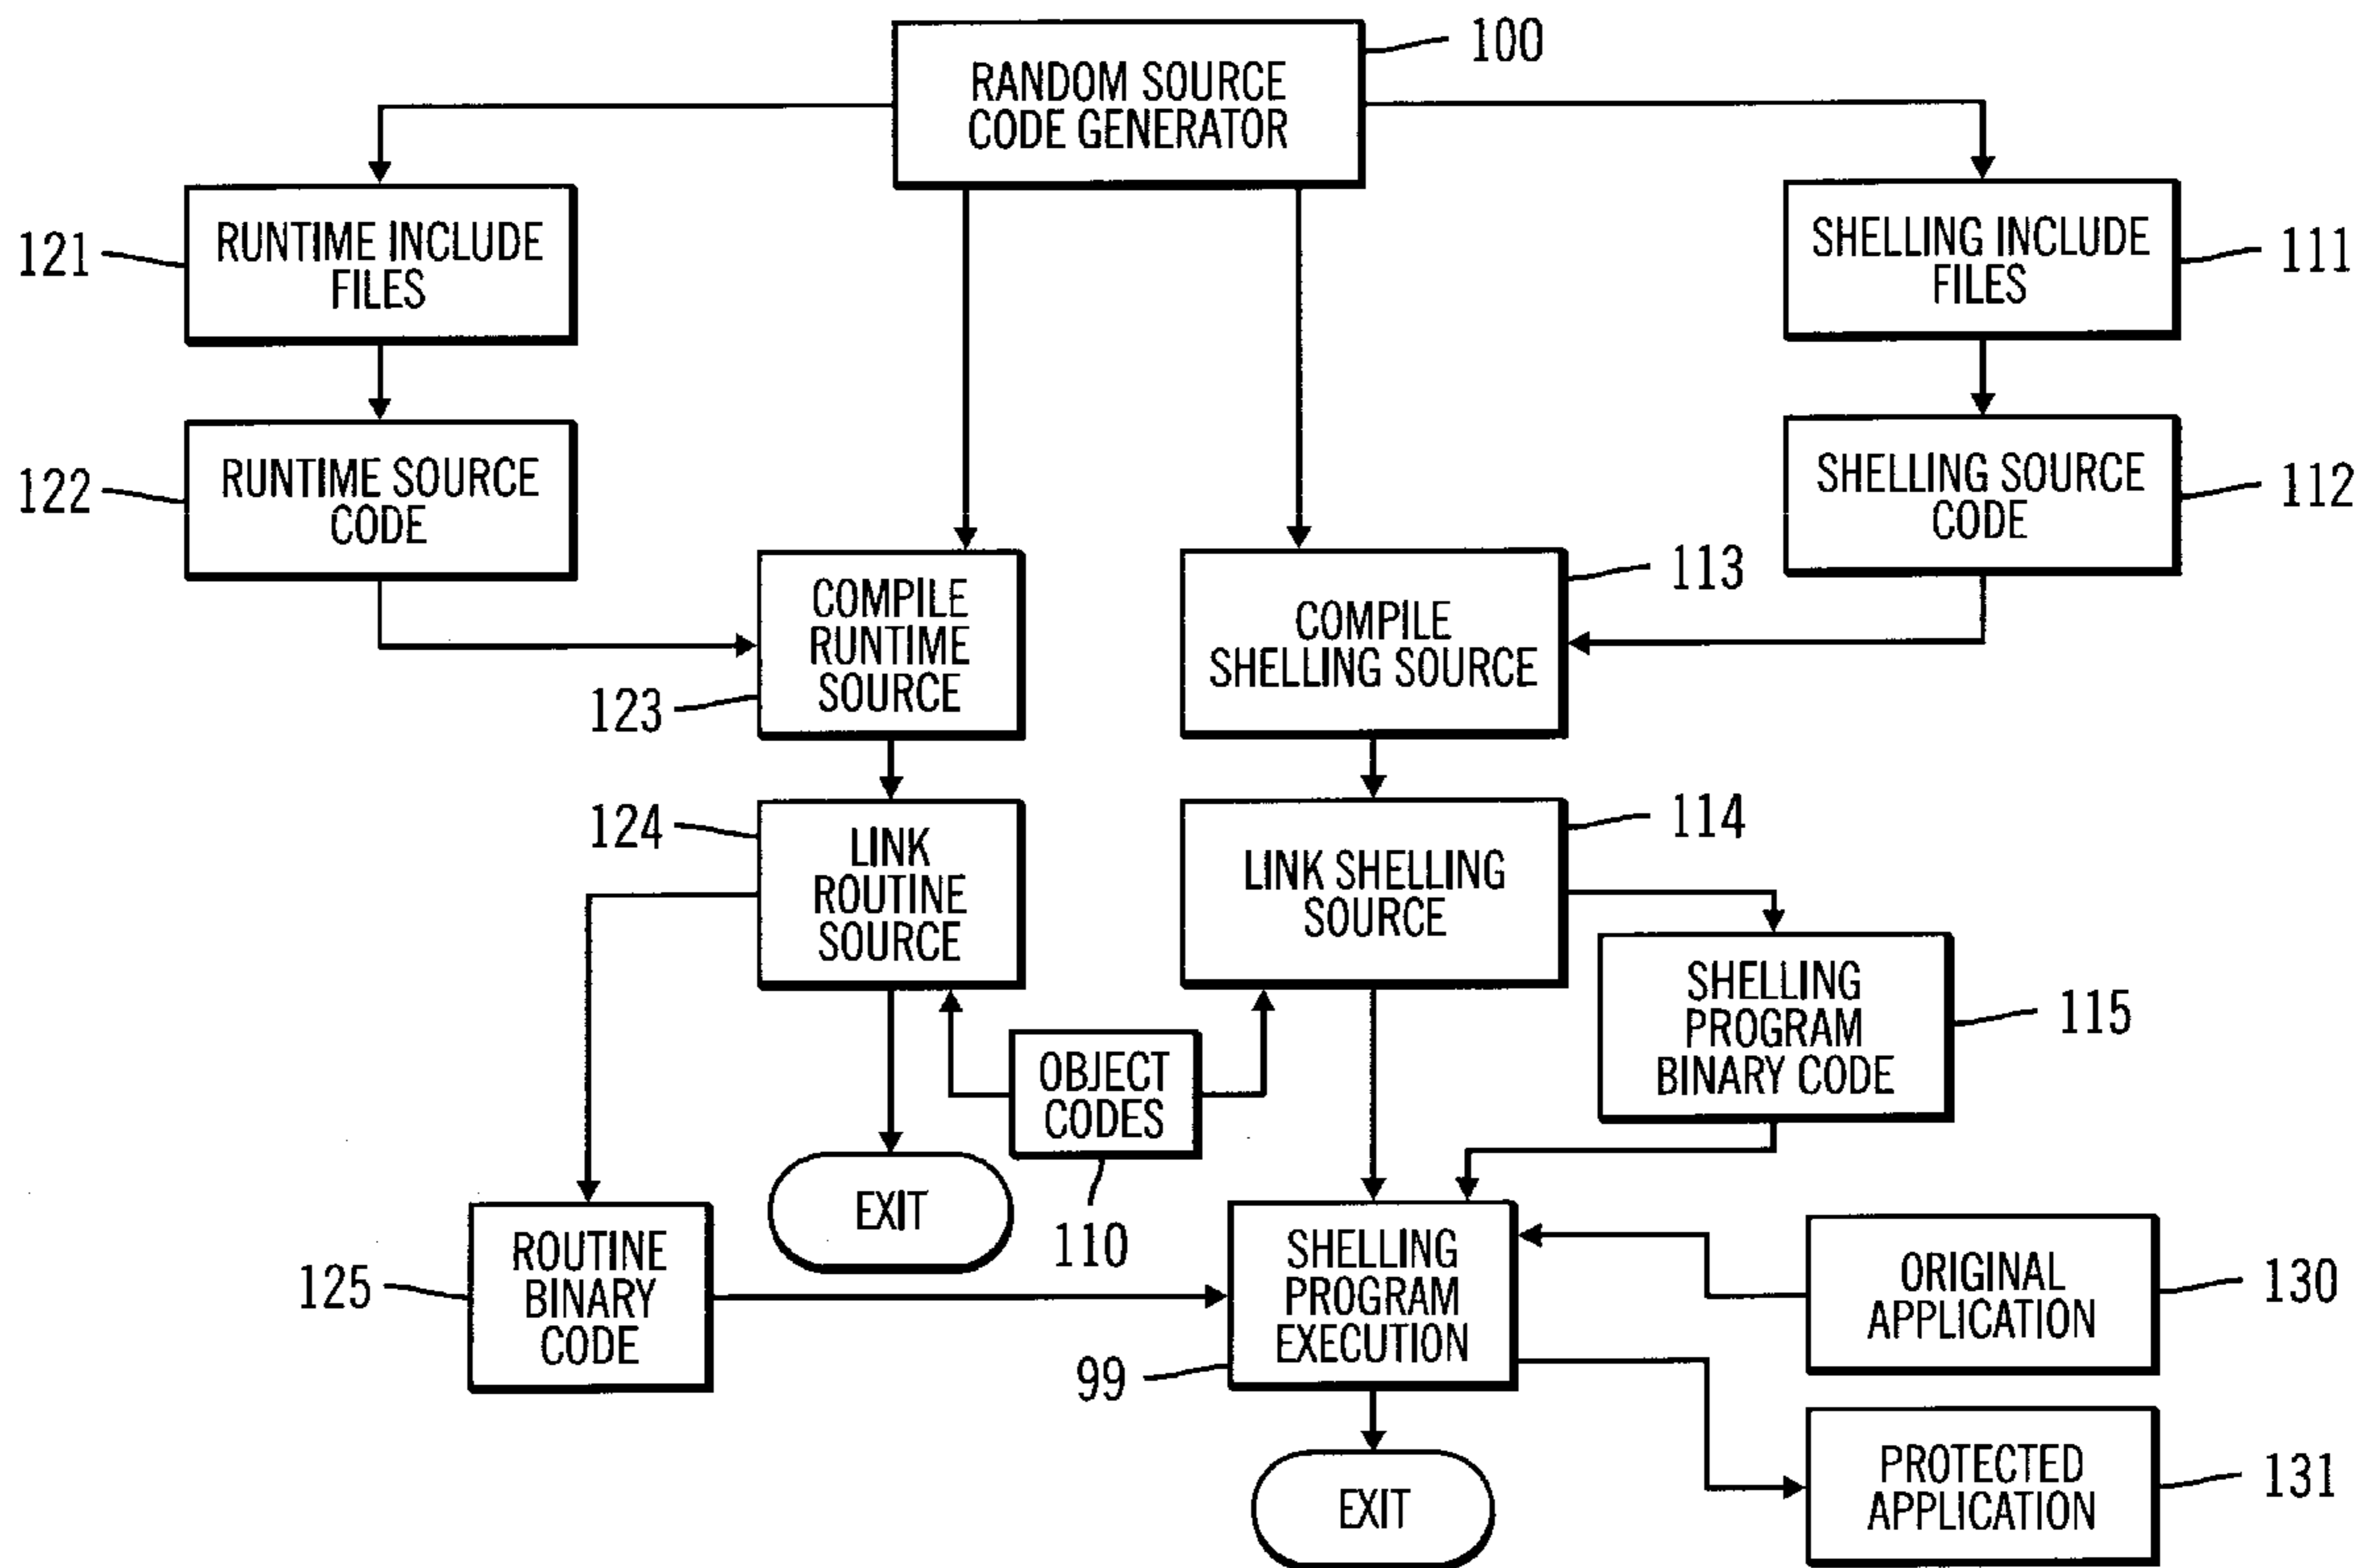 100
RANDOM SOURCE
CODE GENERATOR
121
RUNTIME INCLUDE
FILES
SHELLING INCLUDE
FILES
111
122
RUNTIME SOURCE
CODE
SHELLING SOURCE
CODE
112
COMPILE
RUNTIME
SOURCE
123
113
COMPILE
SHELLING SOURCE
124
LINK
ROUTINE
SOURCE
114
LINK SHELLING
SOURCE
SHELLING
PROGRAM
BINARY CODE
115
OBJECT
CODES
110
EXIT
125
ROUTINE
BINARY
CODE
SHELLING
PROGRAM
EXECUTION
99
ORIGINAL
APPLICATION
130
EXIT
PROTECTED
APPLICATION
131